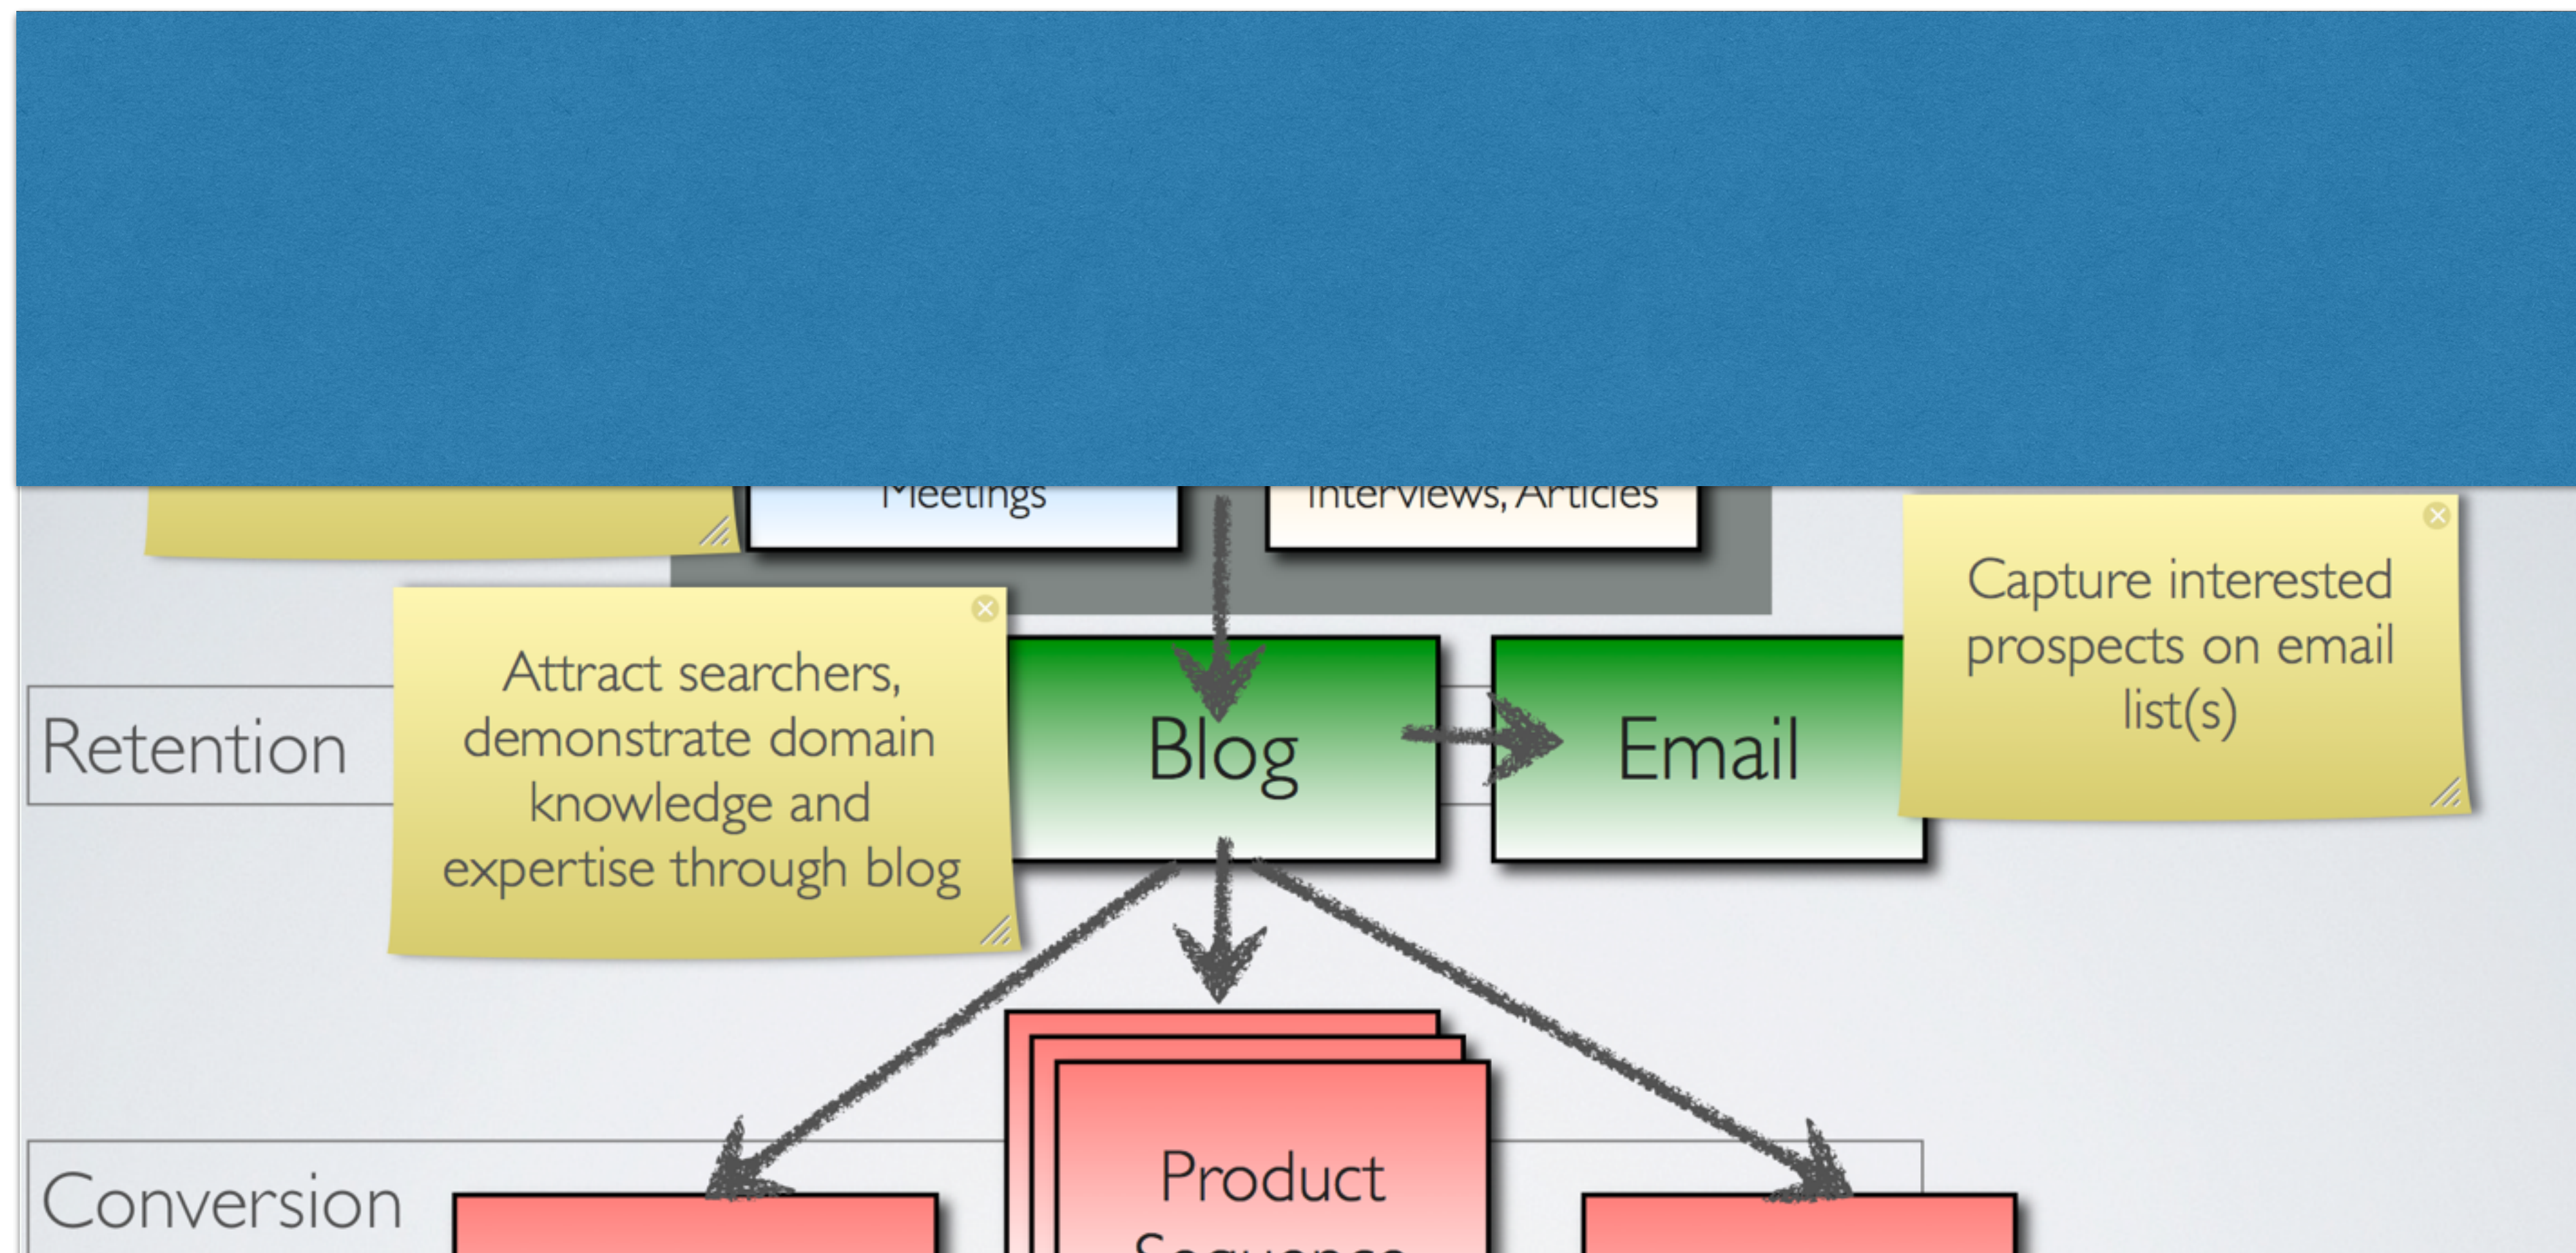 Meetings
Interviews, Articles
Capture interested
prospects on email
list(s)
Attract searchers,
demonstrate domain
knowledge and
expertise through blog
Retention
Blog
Email
Conversion
Product
Sequence